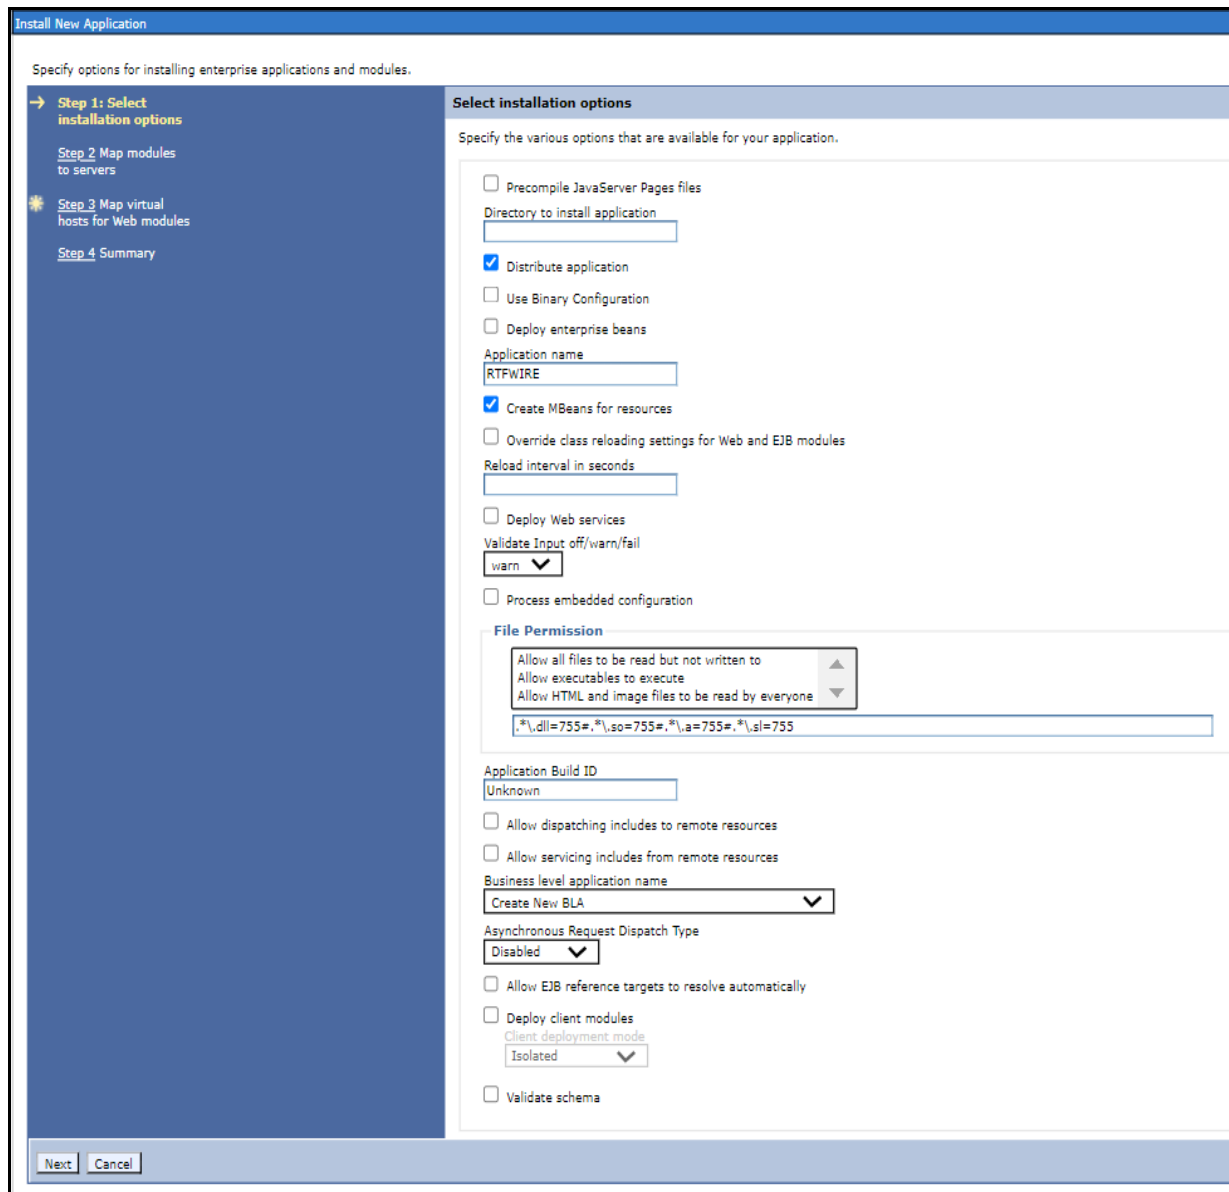 Install New Application
Specify options for installing enterprise applications and modules.
Step 1: Select
installation options
Step 2 Map modules
to servers
Step 3 Map virtual
hosts for Web modules
Step 4 Summary
Select installation options
Specify the various options that are available for your application.
Precompile JavaServer Pages files
Directory to install application
Distribute application
Use Binary Configuration
Deploy enterprise beans
Application name
RTFWIRE
Create MBeans for resources
Override class reloading settings for Web and EJB modules
Reload interval in seconds
Deploy Web services
Validate Input off/warn/fail
warn
Process embedded configuration
File Permission
Allow all files to be read but not written to
Allow executables to execute
Allow HTML and image files to be read by everyone
.*\.dll=755#.*\.so=755#.*\.a=755#.*\.sl=755
Application Build ID
Unknown
Allow dispatching includes to remote resources
Allow servicing includes from remote resources
Business level application name
Create New BLA
Asynchronous Request Dispatch Type
Disabled
Allow EJB reference targets to resolve automatically
Deploy client modules
Client deployment mode
Isolated
Validate schema
Next Cancel